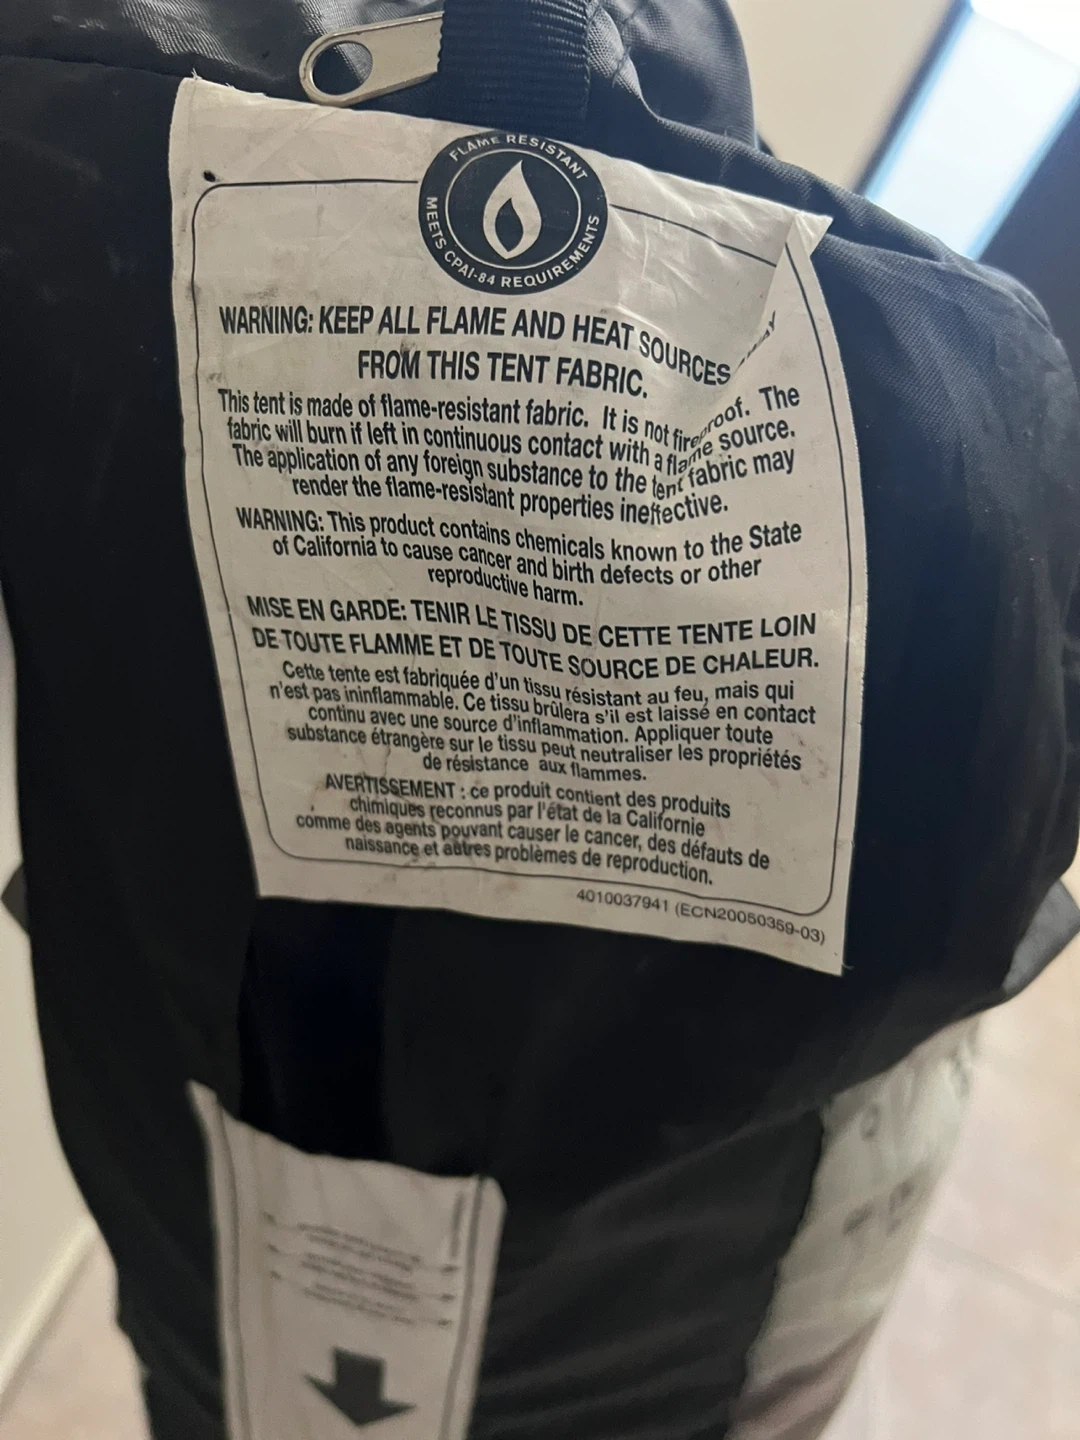 FLAME RESISTANT
MEETS CPAI-84 REQUIREMENTS
WARNING: KEEP ALL FLAME AND HEAT SOURCES AWAY
FROM THIS TENT FABRIC.
This tent is made of flame-resistant fabric. It is not fireproof. The
fabric will burn if left in continuous contact with a flame source.
The application of any foreign substance to the tent fabric may
render the flame-resistant properties ineffective.
WARNING: This product contains chemicals known to the State
of California to cause cancer and birth defects or other
reproductive harm.
MISE EN GARDE: TENIR LE TISSU DE CETTE TENTE LOIN
DE TOUTE FLAMME ET DE TOUTE SOURCE DE CHALEUR.
Cette tente est fabriquée d'un tissu résistant au feu, mais qui
n'est pas ininflammable. Ce tissu brûlera s'il est laissé en contact
continu avec une source d'inflammation. Appliquer toute
substance étrangère sur le tissu peut neutraliser les propriétés
de résistance aux flammes.
AVERTISSEMENT : ce produit contient des produits
chimiques reconnus par l'état de la Californie
comme des agents pouvant causer le cancer, des défauts de
naissance et autres problèmes de reproduction.
4010037941 (ECN20050359-03)